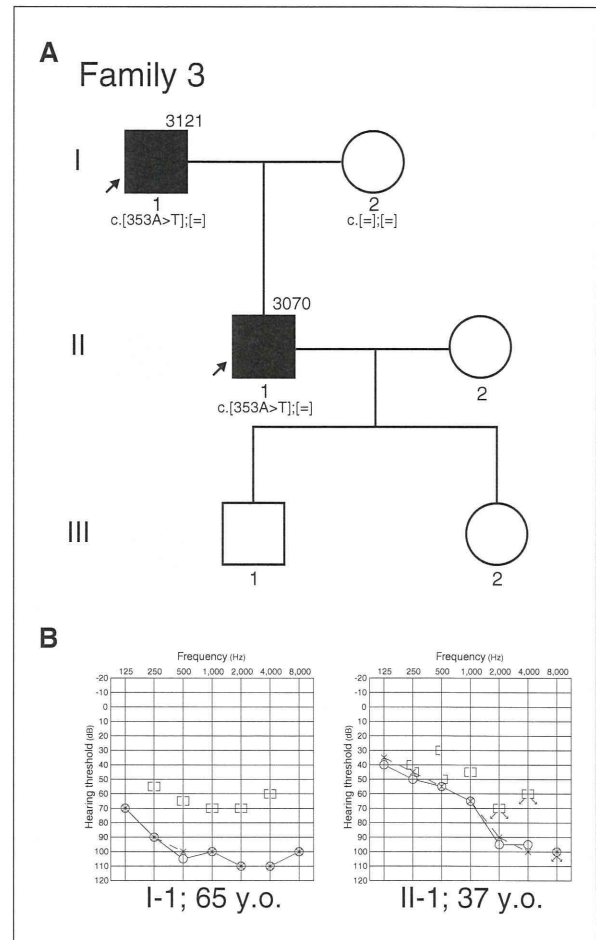 A
Family 3
3121
I
1
2
c.[353A>T];[=]
c.[=];[=]
3070
II
1
2
c.[353A>T];[=]
III
1
2
B
Frequency (Hz)
125 250 500 1,000 2,000 4,000 8,000
Hearing threshold (dB)
-20
-10
0
10
20
30
40
50
60
70
80
90
100
110
120
I-1; 65 y.o.
Frequency (Hz)
125 250 500 1,000 2,000 4,000 8,000
Hearing threshold (dB)
-20
-10
0
10
20
30
40
50
60
70
80
90
100
110
120
II-1; 37 y.o.